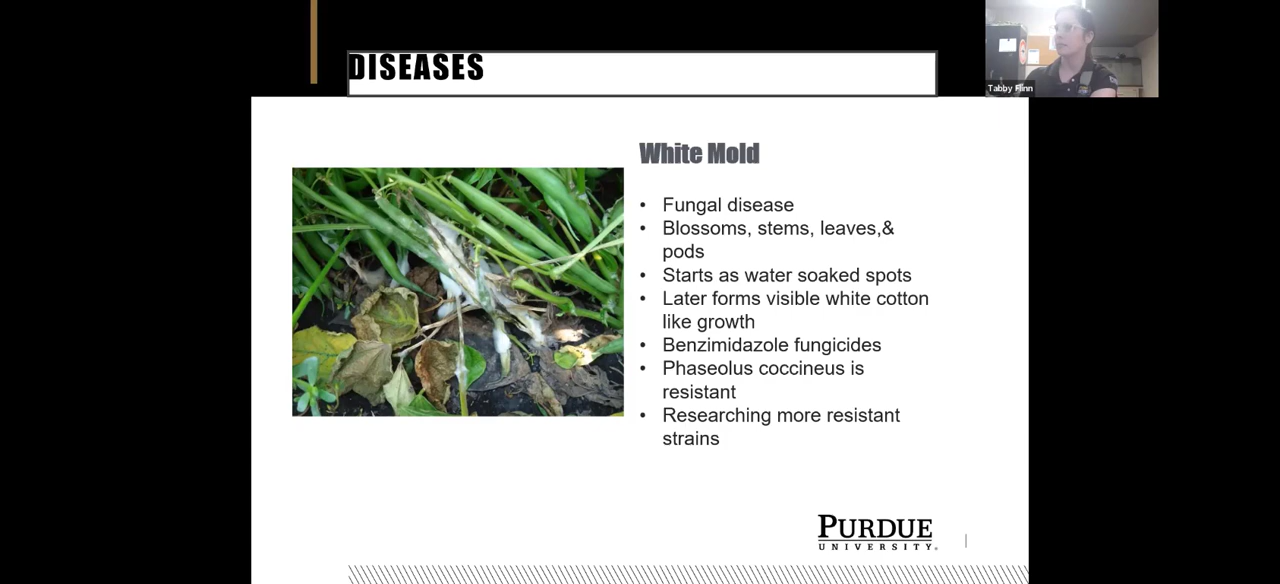 DISEASES
Tabby Flinn
White Mold
• Fungal disease
• Blossoms, stems, leaves,&
pods
• Starts as water soaked spots
• Later forms visible white cotton
like growth
• Benzimidazole fungicides
• Phaseolus coccineus is
resistant
• Researching more resistant
strains
PURDUE
UNIVERSITY®